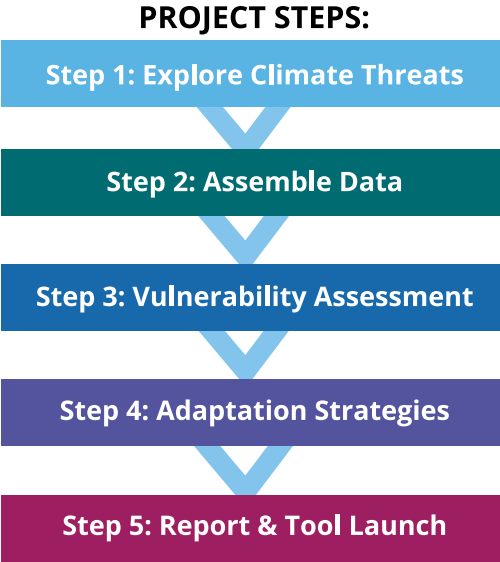 PROJECT STEPS:
Step 1: Explore Climate Threats
Step 2: Assemble Data
Step 3: Vulnerability Assessment
Step 4: Adaptation Strategies
Step 5: Report & Tool Launch